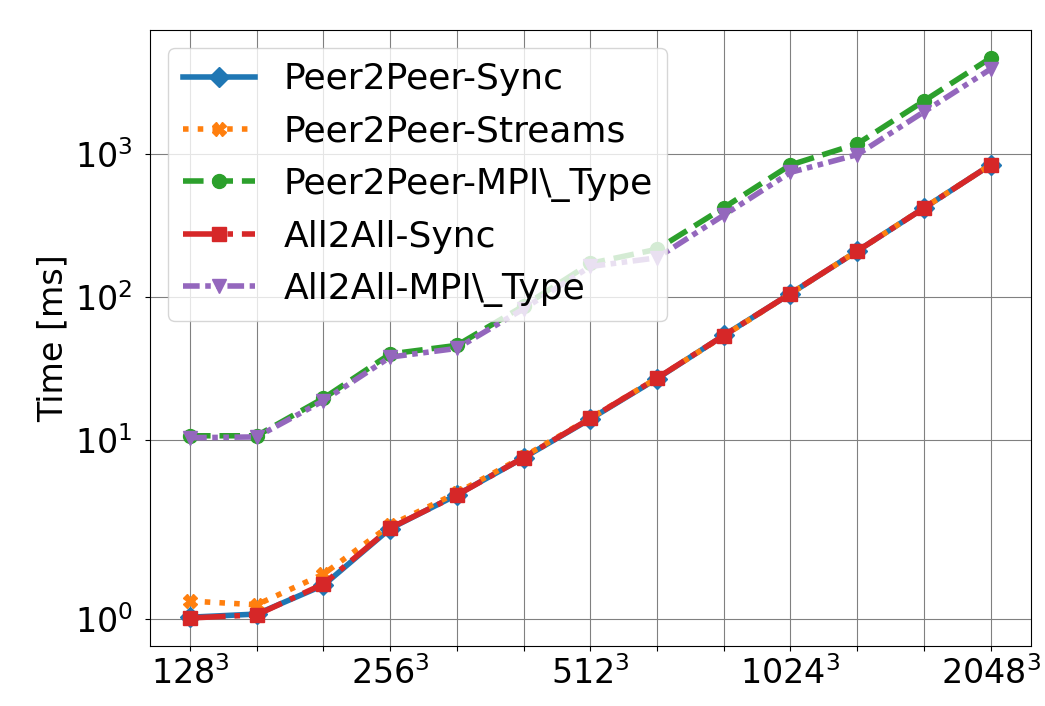 Peer2Peer-Sync
Peer2Peer-Streams
Peer2Peer-MPI\_Type
All2All-Sync
All2All-MPI\_Type
Time [ms]
10³
10²
10¹
10⁰
128³ 256³ 512³ 1024³ 2048³